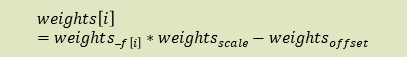 weights[i]
= weights_f[i] * weights_scale − weights_offset